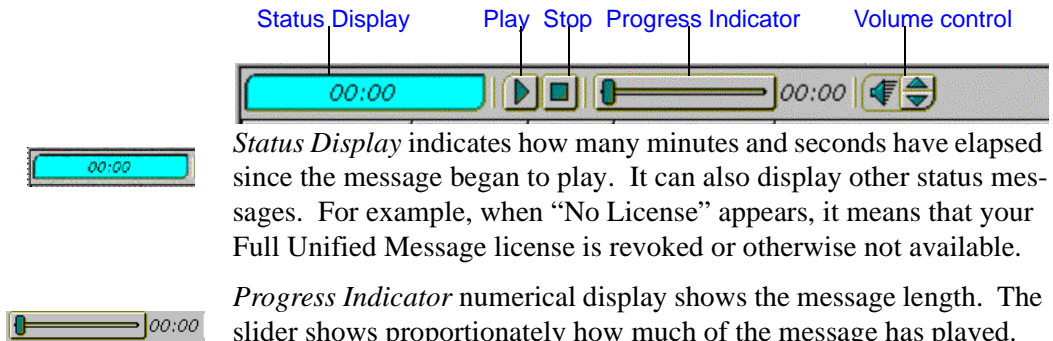 Status Display Play Stop Progress Indicator Volume control
00:00 00:00
Status Display indicates how many minutes and seconds have elapsed
00:00
since the message began to play. It can also display other status mes-
sages. For example, when “No License” appears, it means that your
Full Unified Message license is revoked or otherwise not available.
Progress Indicator numerical display shows the message length. The
00:00
slider shows proportionately how much of the message has played.